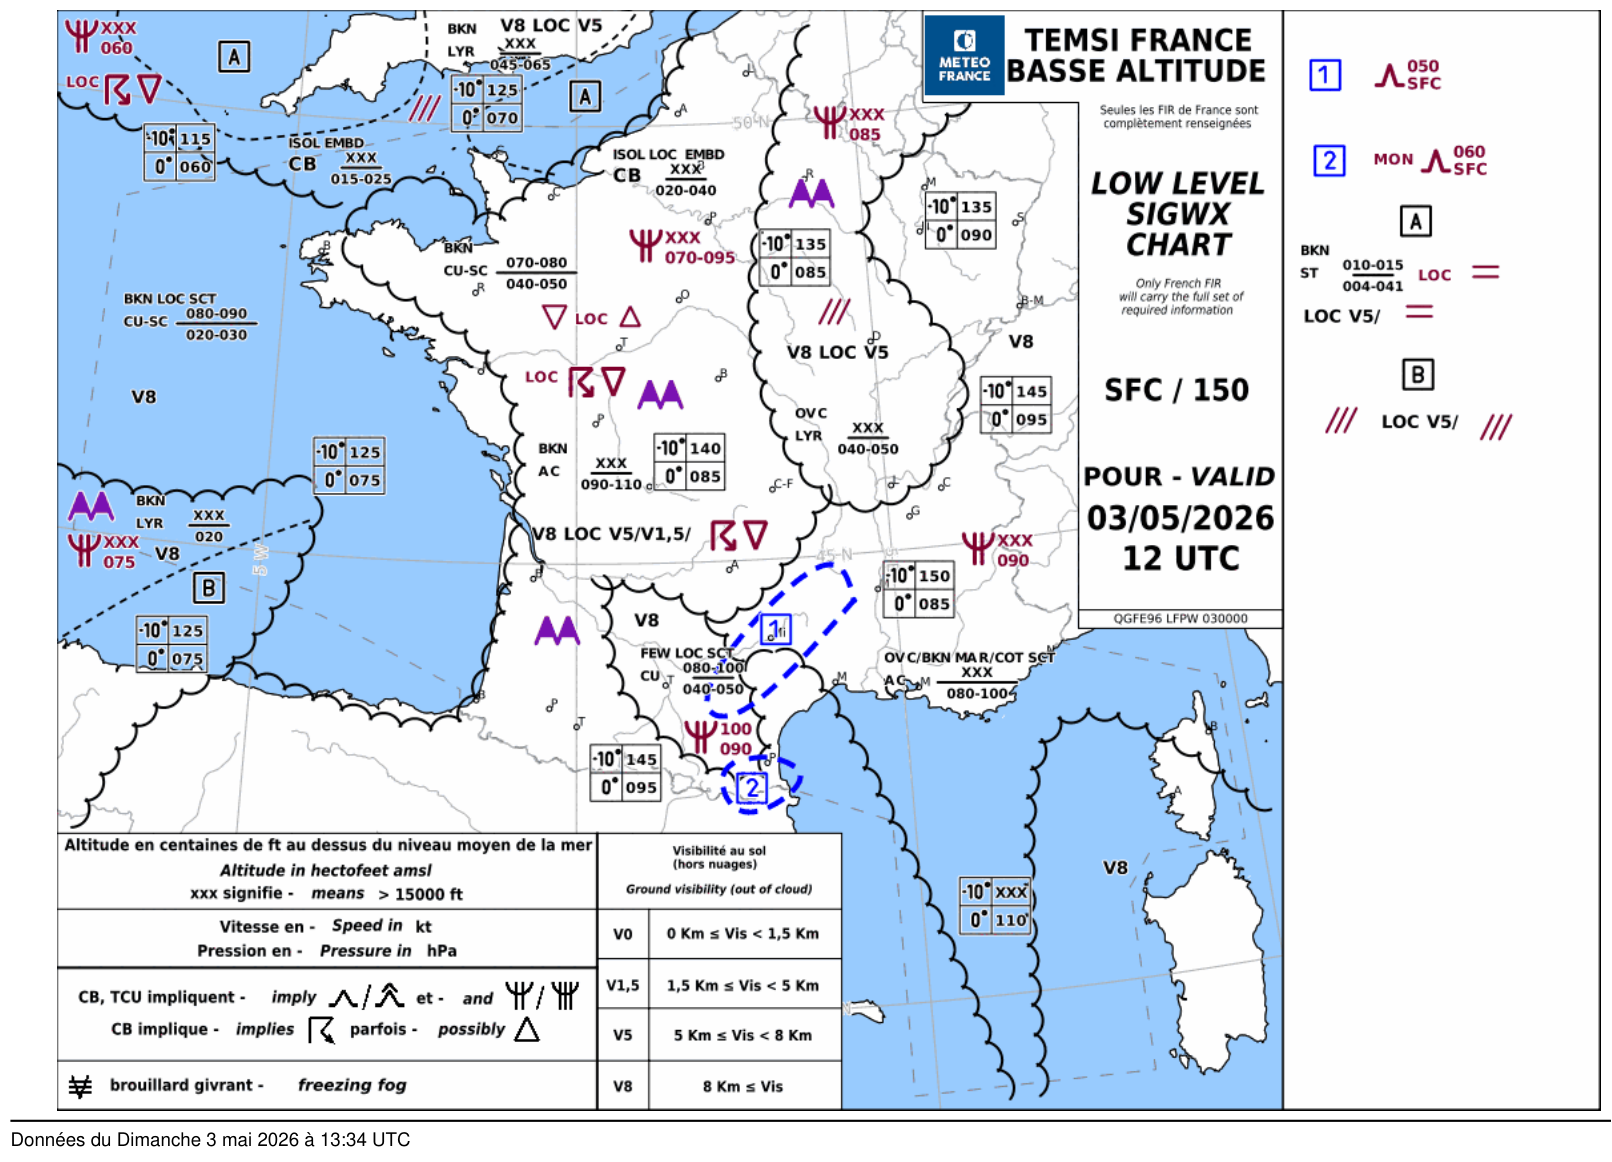 XXX
060
LOC
A
BKN
LYR
V8 LOC V5
XXX
045-065
-10° 125
0° 070
A
-10° 115
0° 060
ISOL EMBD
CB
XXX
015-025
ISOL LOC EMBD
CB
XXX
020-040
50°N
XXX
085
XXX
070-095
BKN
CU-SC
070-080
040-050
-10° 135
0° 085
-10° 135
0° 090
BKN LOC SCT
CU-SC
080-090
020-030
V8
LOC
LOC
V8 LOC V5
V8
-10° 145
0° 095
OVC
LYR
XXX
040-050
BKN
AC
XXX
090-110
-10° 140
0° 085
-10° 125
0° 075
BKN
LYR
XXX
020
XXX
075
V8
5 W
B
-10° 125
0° 075
V8 LOC V5/V1,5/
45 N
XXX
090
-10° 150
0° 085
V8
1
FEW LOC SCT
CU
080-100
040-050
OVC/BKN MAR/COT SCT
AC
XXX
080-100
100
090
2
-10° 145
0° 095
V8
-10° XXX
0° 110
METEO
FRANCE
TEMSI FRANCE
BASSE ALTITUDE
Seules les FIR de France sont
complètement renseignées
LOW LEVEL
SIGWX
CHART
Only French FIR
will carry the full set of
required information
SFC / 150
POUR - VALID
03/05/2026
12 UTC
QGFE96 LFPW 030000
1
050
SFC
2
MON
060
SFC
A
BKN
ST
010-015
004-041
LOC
LOC V5/
B
LOC V5/
Altitude en centaines de ft au dessus du niveau moyen de la mer
Altitude in hectofeet amsl
xxx signifie - means > 15000 ft
Vitesse en - Speed in kt
Pression en - Pressure in hPa
CB, TCU impliquent - imply / et - and /
CB implique - implies parfois - possibly
brouillard givrant - freezing fog
Visibilité au sol
(hors nuages)
Ground visibility (out of cloud)
V0 0 Km ≤ Vis < 1,5 Km
V1,5 1,5 Km ≤ Vis < 5 Km
V5 5 Km ≤ Vis < 8 Km
V8 8 Km ≤ Vis
Données du Dimanche 3 mai 2026 à 13:34 UTC